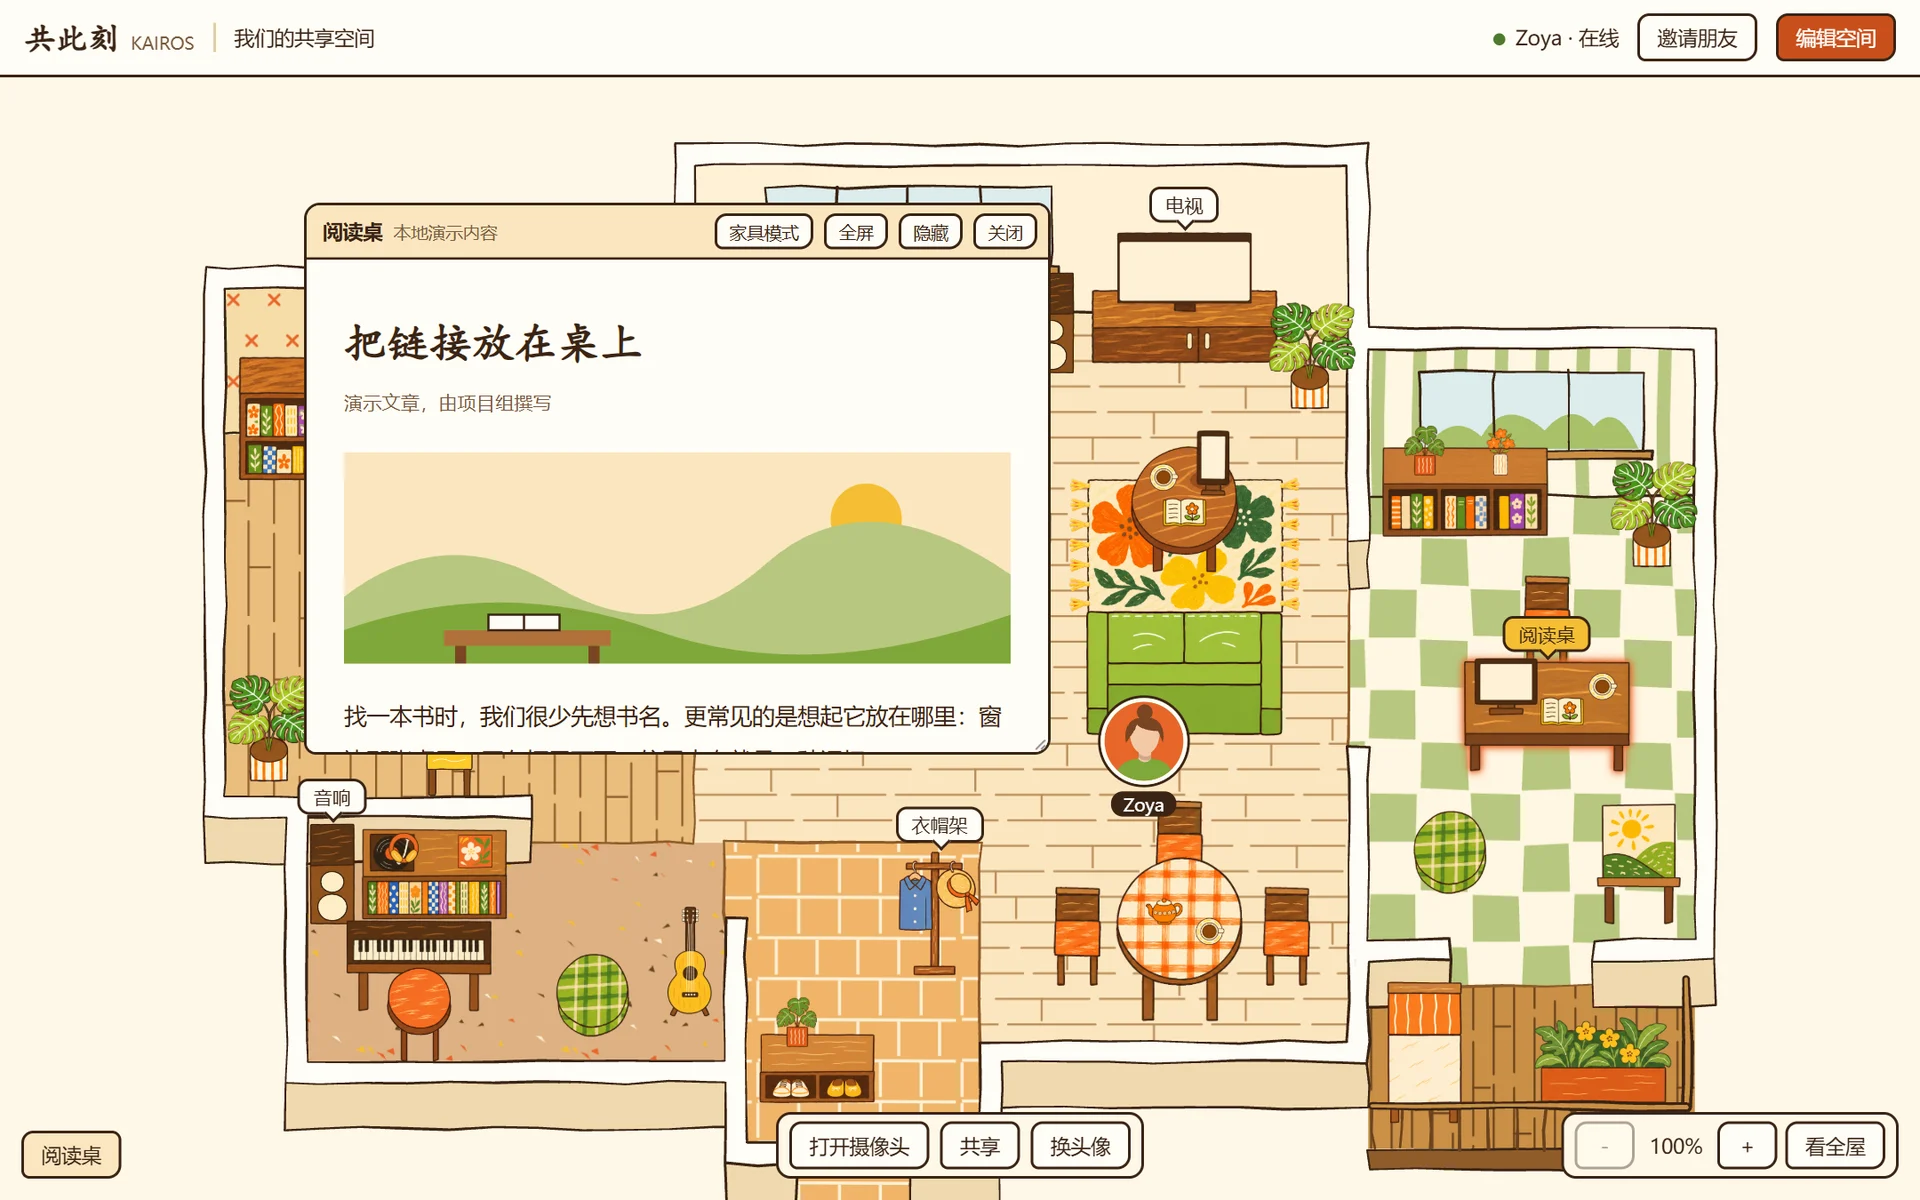 共此刻 KAIROS 我们的共享空间
Zoya · 在线 邀请朋友 编辑空间
电视
阅读桌 本地演示内容 家具模式 全屏 隐藏 关闭
把链接放在桌上
演示文章，由项目组撰写
找一本书时，我们很少先想书名。更常见的是想起它放在哪里：窗
阅读桌
Zoya
音响
衣帽架
阅读桌
打开摄像头 共享 换头像
- 100% + 看全屋